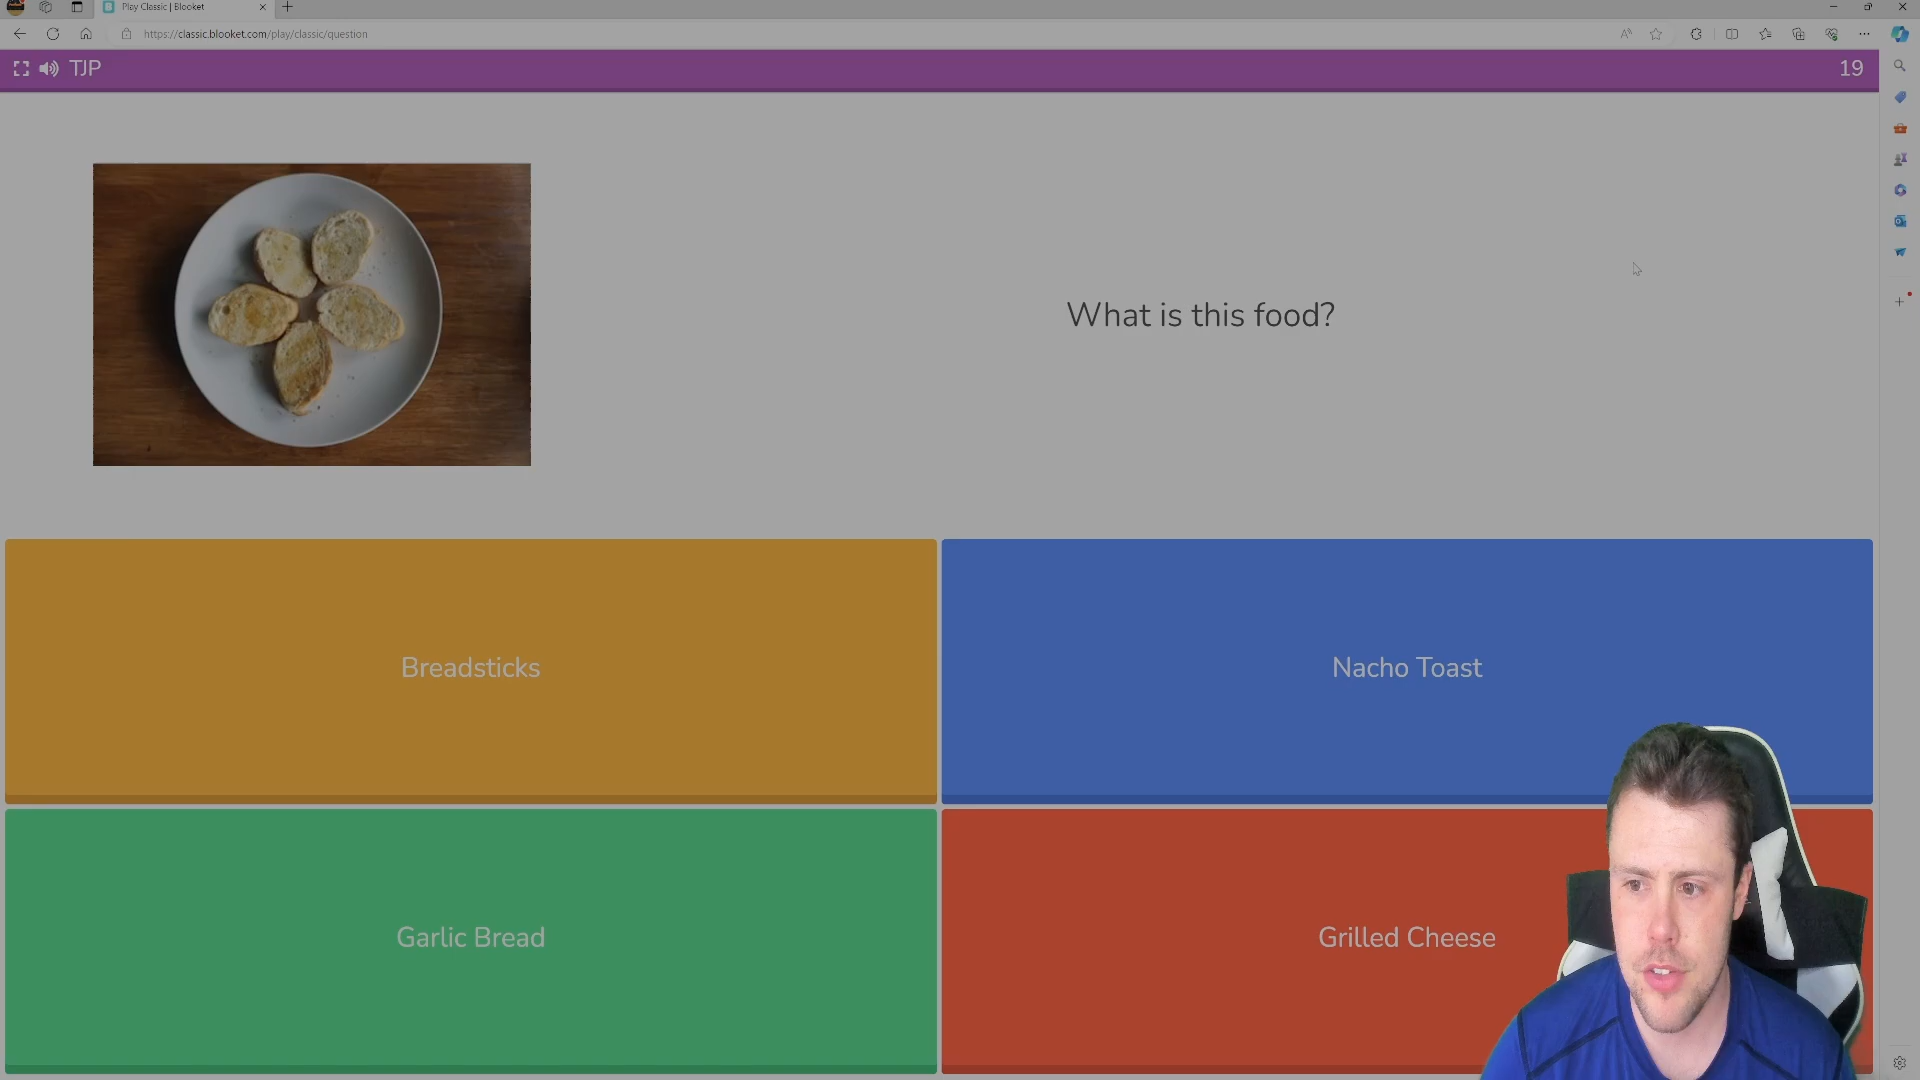 Play Classic | Blooket
https://classic.blooket.com/play/classic/question
TJP
19
What is this food?
Breadsticks
Nacho Toast
Garlic Bread
Grilled Cheese